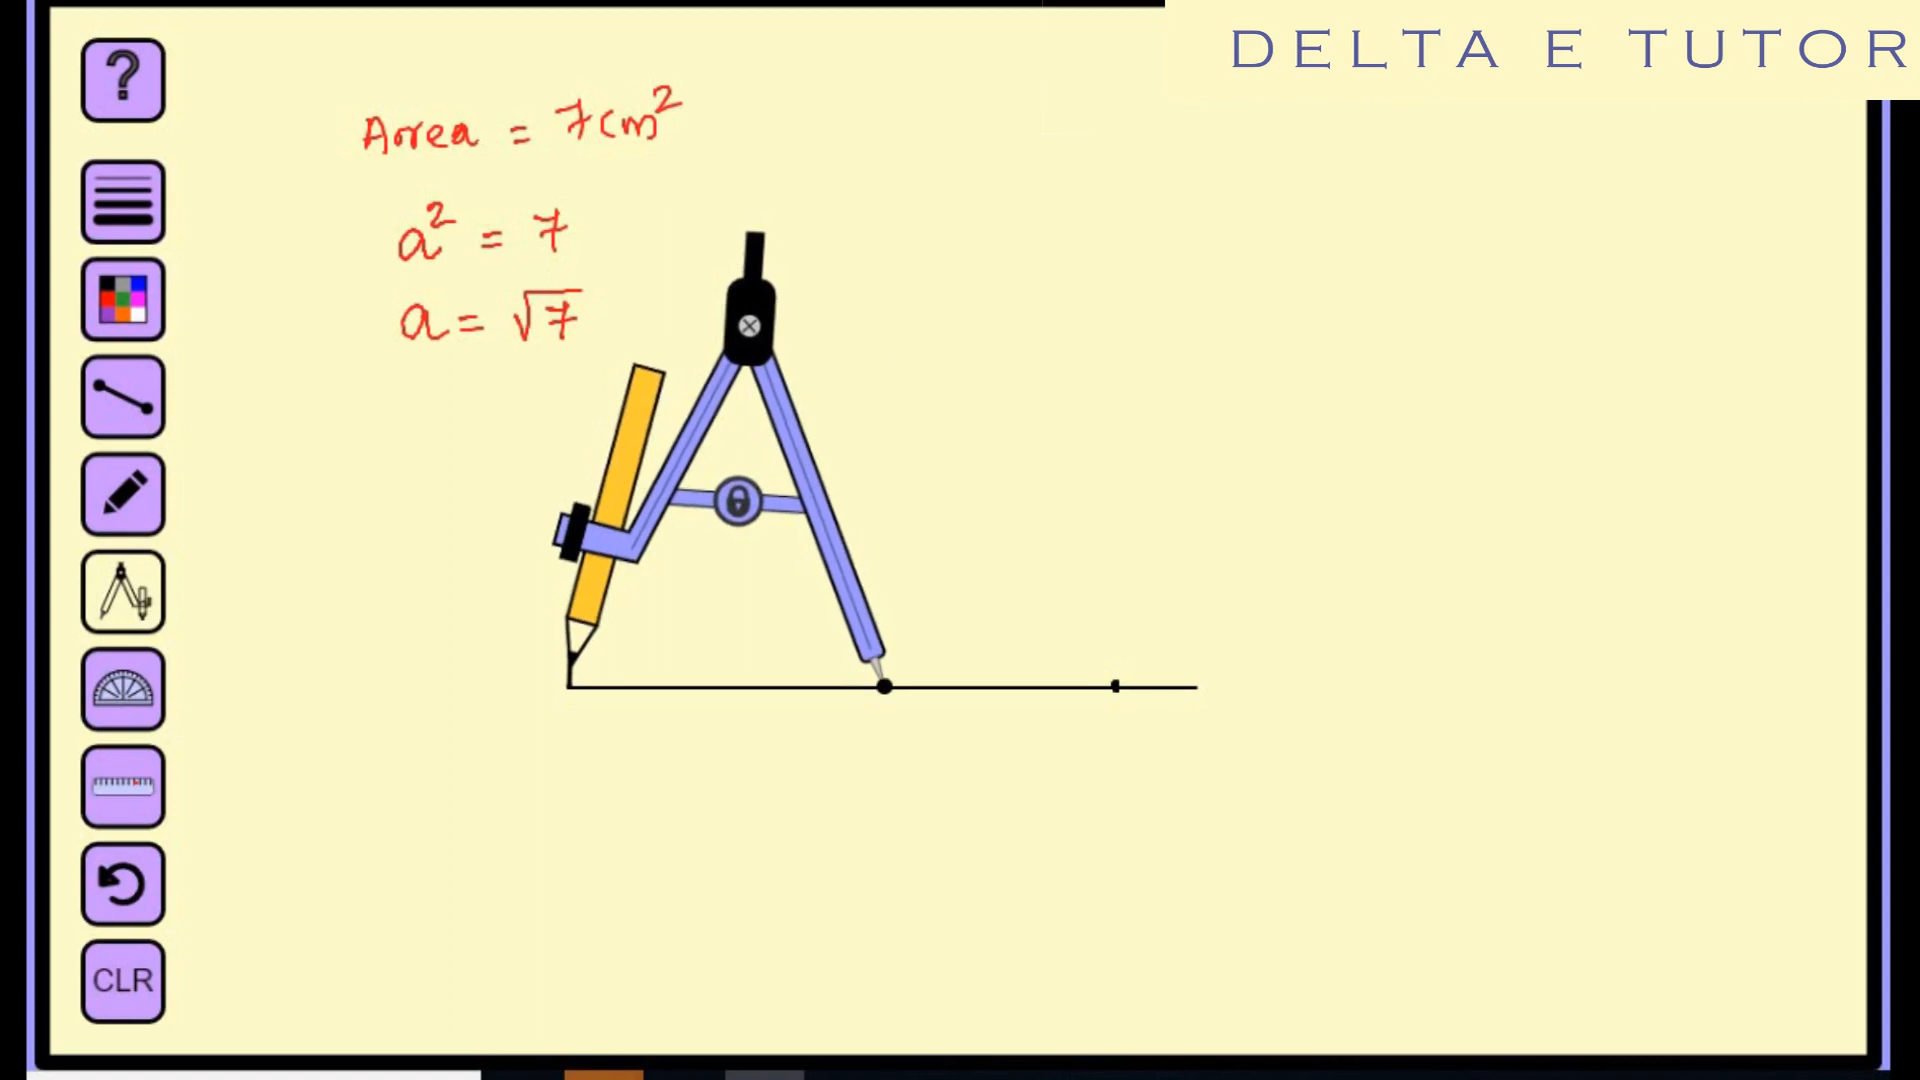 DELTA E TUTOR
?
Area = 7cm²
a² = 7
a = √7
CLR